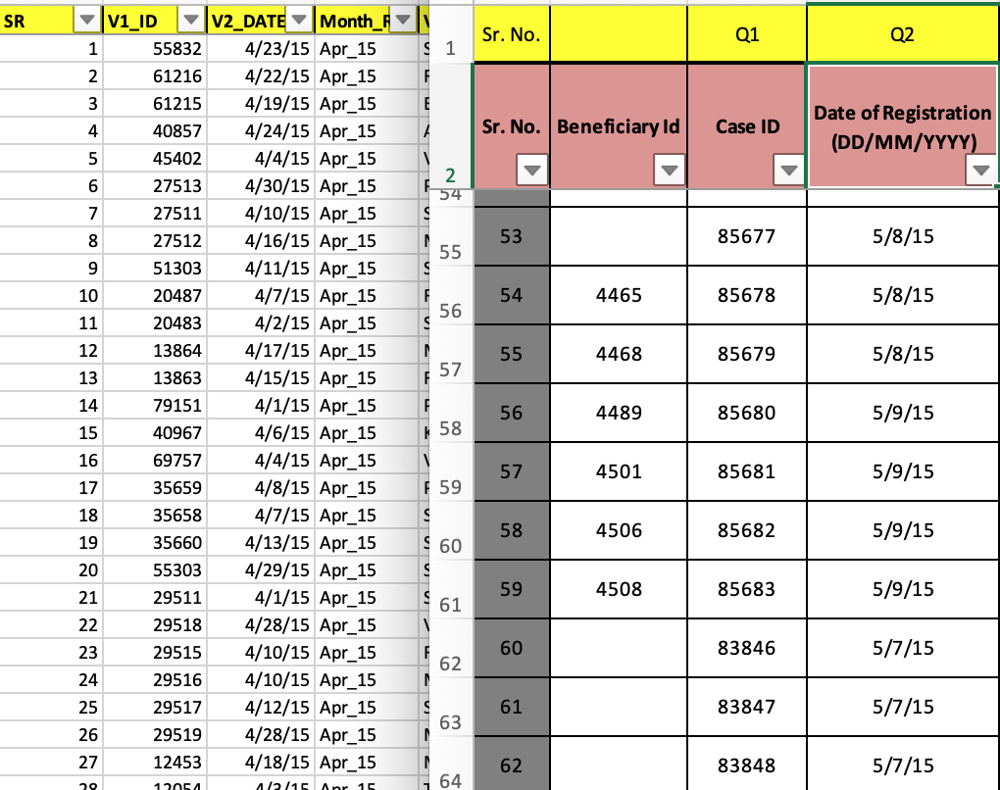 SR V1_ID V2_DATE Month_R
1 55832 4/23/15 Apr_15
2 61216 4/22/15 Apr_15
3 61215 4/19/15 Apr_15
4 40857 4/24/15 Apr_15
5 45402 4/4/15 Apr_15
6 27513 4/30/15 Apr_15
7 27511 4/10/15 Apr_15
8 27512 4/16/15 Apr_15
9 51303 4/11/15 Apr_15
10 20487 4/7/15 Apr_15
11 20483 4/2/15 Apr_15
12 13864 4/17/15 Apr_15
13 13863 4/15/15 Apr_15
14 79151 4/1/15 Apr_15
15 40967 4/6/15 Apr_15
16 69757 4/4/15 Apr_15
17 35659 4/8/15 Apr_15
18 35658 4/7/15 Apr_15
19 35660 4/13/15 Apr_15
20 55303 4/29/15 Apr_15
21 29511 4/1/15 Apr_15
22 29518 4/28/15 Apr_15
23 29515 4/10/15 Apr_15
24 29516 4/10/15 Apr_15
25 29517 4/12/15 Apr_15
26 29519 4/28/15 Apr_15
27 12453 4/18/15 Apr_15
28 12054 4/3/15 Apr_15
1 Sr. No. Q1 Q2
2 Sr. No. Beneficiary Id Case ID Date of Registration
(DD/MM/YYYY)
54
55 53 85677 5/8/15
56 54 4465 85678 5/8/15
57 55 4468 85679 5/8/15
58 56 4489 85680 5/9/15
59 57 4501 85681 5/9/15
60 58 4506 85682 5/9/15
61 59 4508 85683 5/9/15
62 60 83846 5/7/15
63 61 83847 5/7/15
64 62 83848 5/7/15